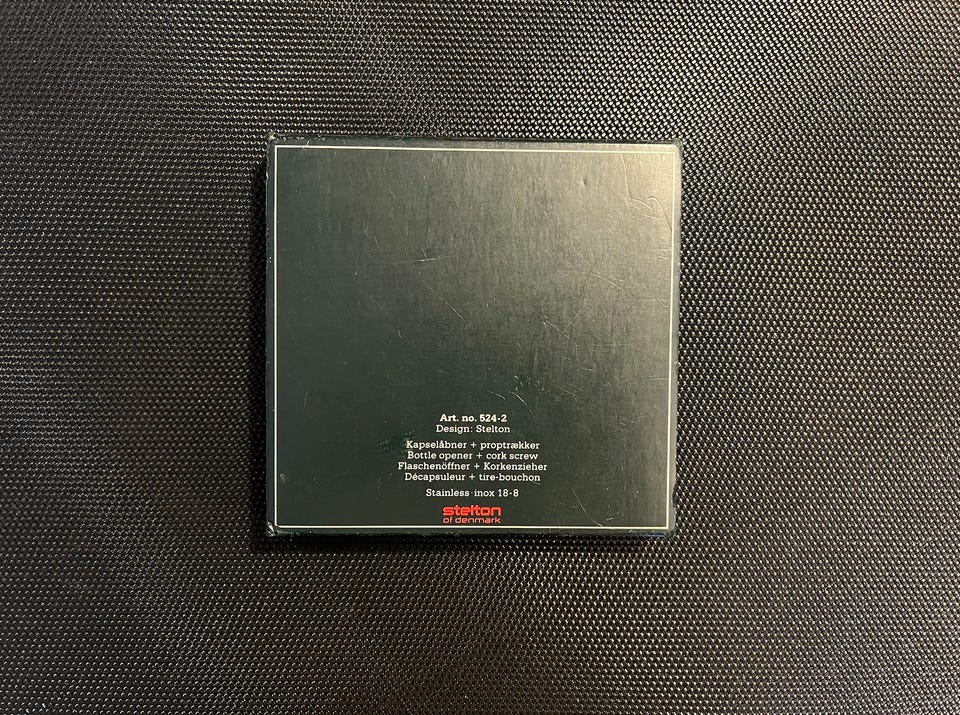 Art. no. 524-2
Design: Stelton
Kapselåbner + proptrækker
Bottle opener + cork screw
Flaschenöffner + Korkenzieher
Décapsuleur + tire-bouchon
Stainless·inox 18-8
stelton
of denmark